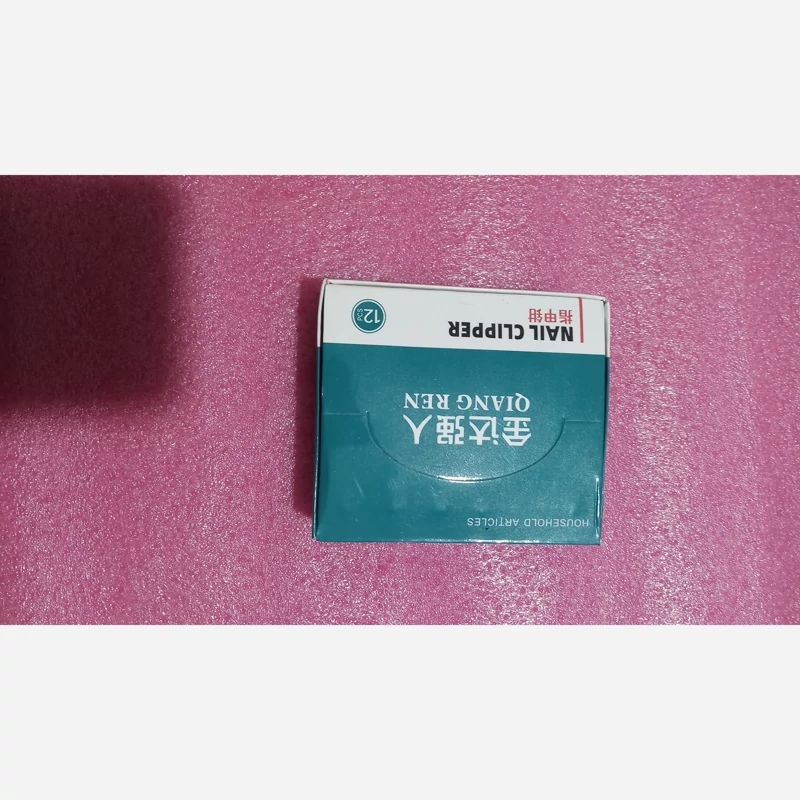 HOUSEHOLD ARTICLES
金达强人
QIANG REN
NAIL CLIPPER
指甲钳
12
PCS